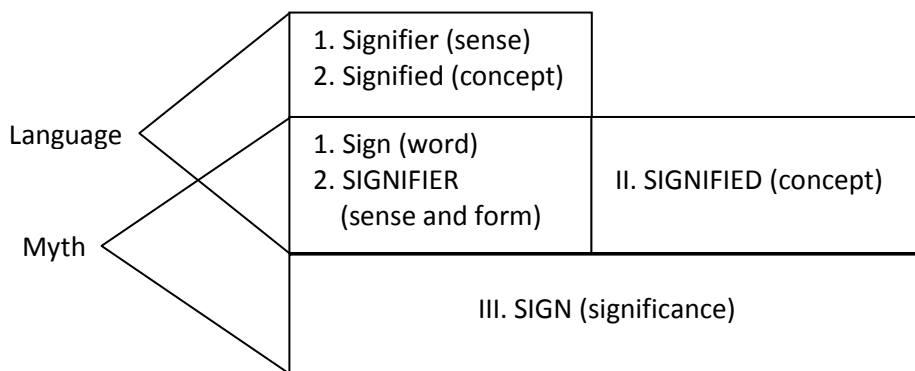 1. Signifier (sense)
2. Signified (concept)
Language
1. Sign (word)
2. SIGNIFIER
(sense and form)
II. SIGNIFIED (concept)
Myth
III. SIGN (significance)